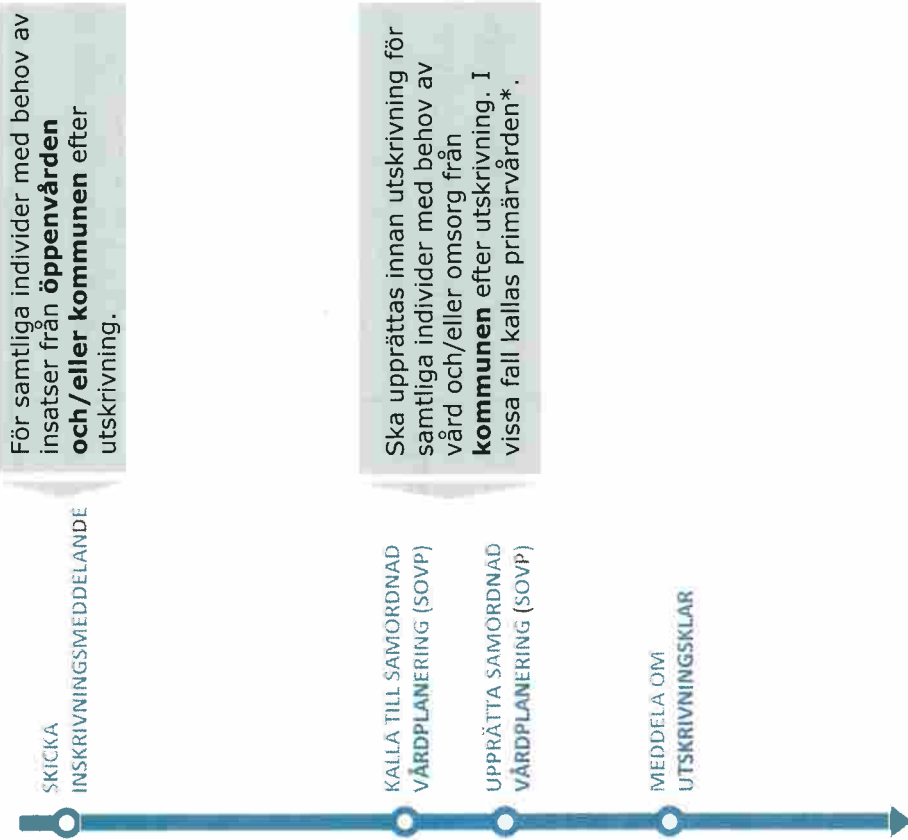 SKICKA
INSKRIVNINGSMEDDELANDE
För samtliga individer med behov av
insatser från öppenvården
och/eller kommunen efter
utskrivning.
KALLA TILL SAMORDNAD
VÅRDPLANERING (SOVP)
UPPRÄTTA SAMORDNAD
VÅRDPLANERING (SOVP)
Ska upprättas innan utskrivning för
samtliga individer med behov av
vård och/eller omsorg från
kommunen efter utskrivning. I
vissa fall kallas primärvården*.
MEDDELA OM
UTSKRIVNINGSKLAR